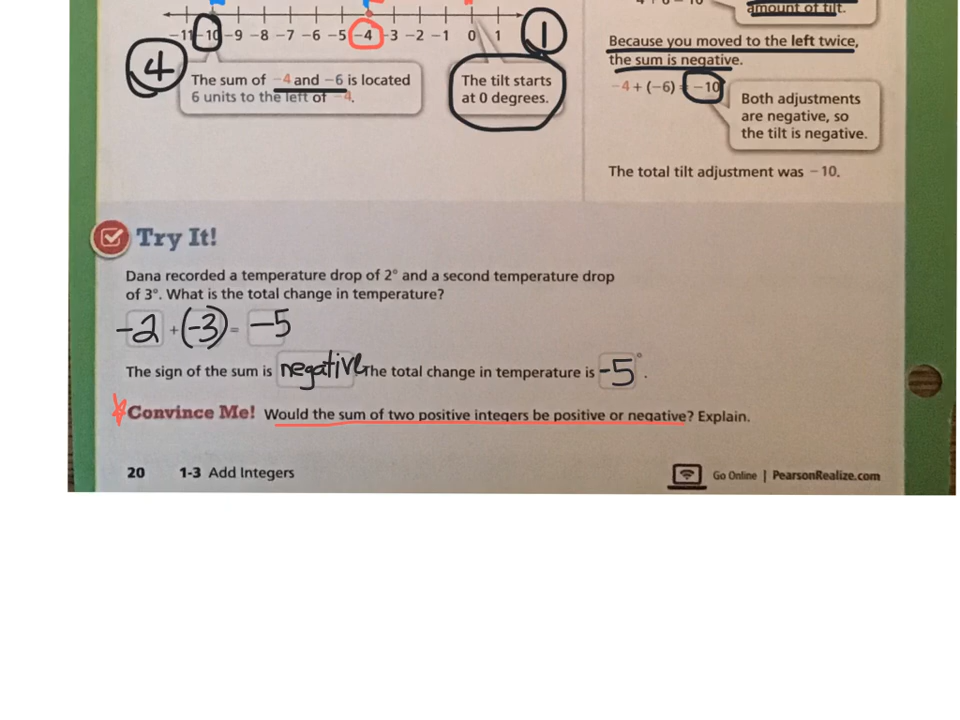 amount of tilt.
-11 -10 -9 -8 -7 -6 -5 -4 -3 -2 -1 0 1
1
4
The sum of -4 and -6 is located
6 units to the left of -4.
The tilt starts
at 0 degrees.
Because you moved to the left twice,
the sum is negative.
-4 + (-6) = -10
Both adjustments
are negative, so
the tilt is negative.
The total tilt adjustment was -10.
Try It!
Dana recorded a temperature drop of 2° and a second temperature drop
of 3°. What is the total change in temperature?
-2 + (-3) = -5
The sign of the sum is negative. The total change in temperature is -5°.
Convince Me! Would the sum of two positive integers be positive or negative? Explain.
20 1-3 Add Integers
Go Online | PearsonRealize.com